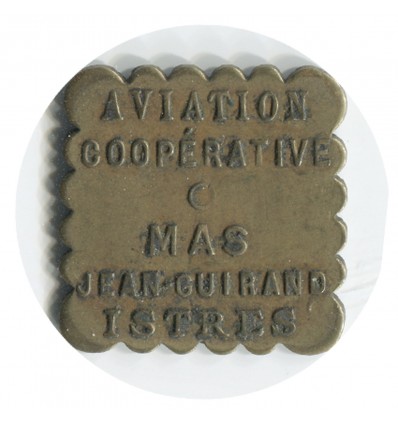 AVIATION
COOPÉRATIVE
C
MAS
JEAN-GUIRAND
ISTRES